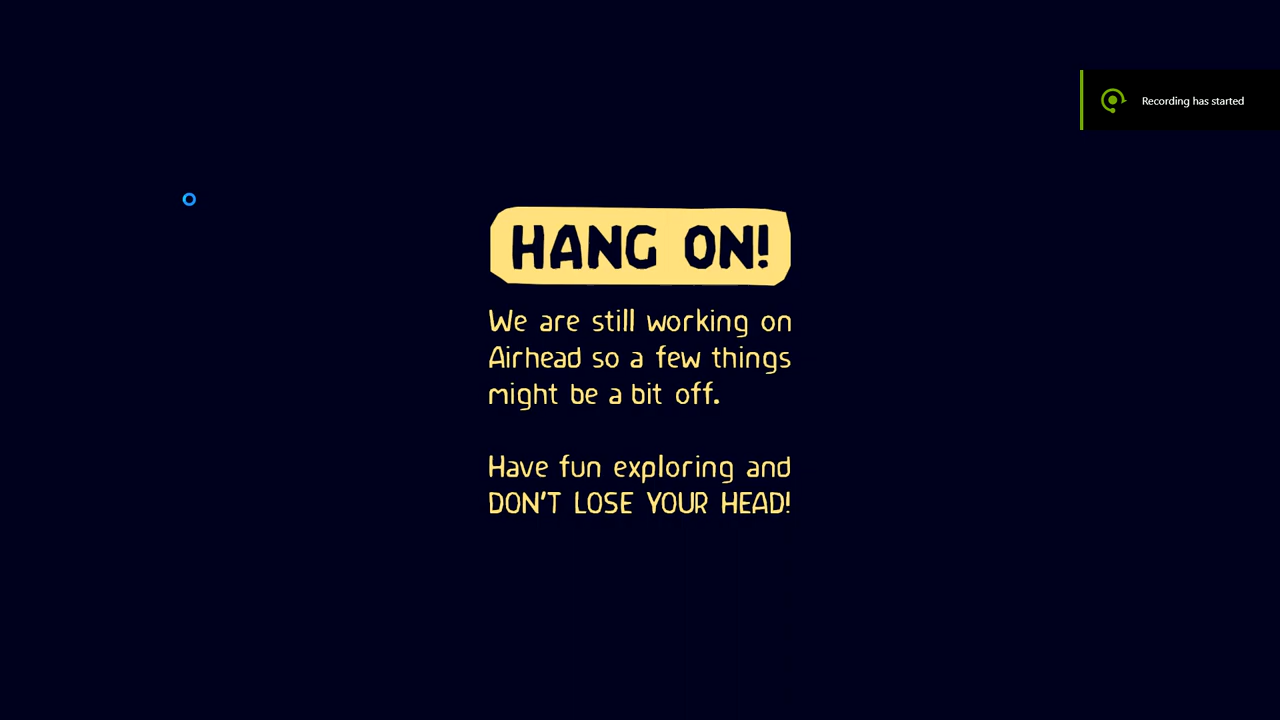 Recording has started
HANG ON!
We are still working on
Airhead so a few things
might be a bit off.
Have fun exploring and
DON'T LOSE YOUR HEAD!